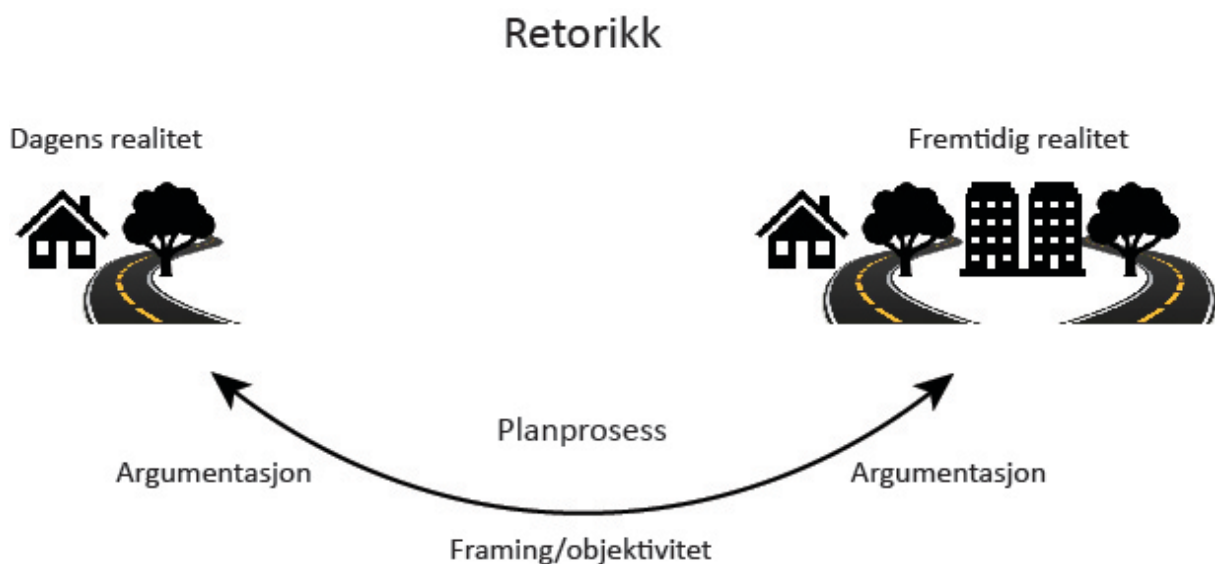 Retorikk
Dagens realitet
Fremtidig realitet
Planprosess
Argumentasjon
Argumentasjon
Framing/objektivitet